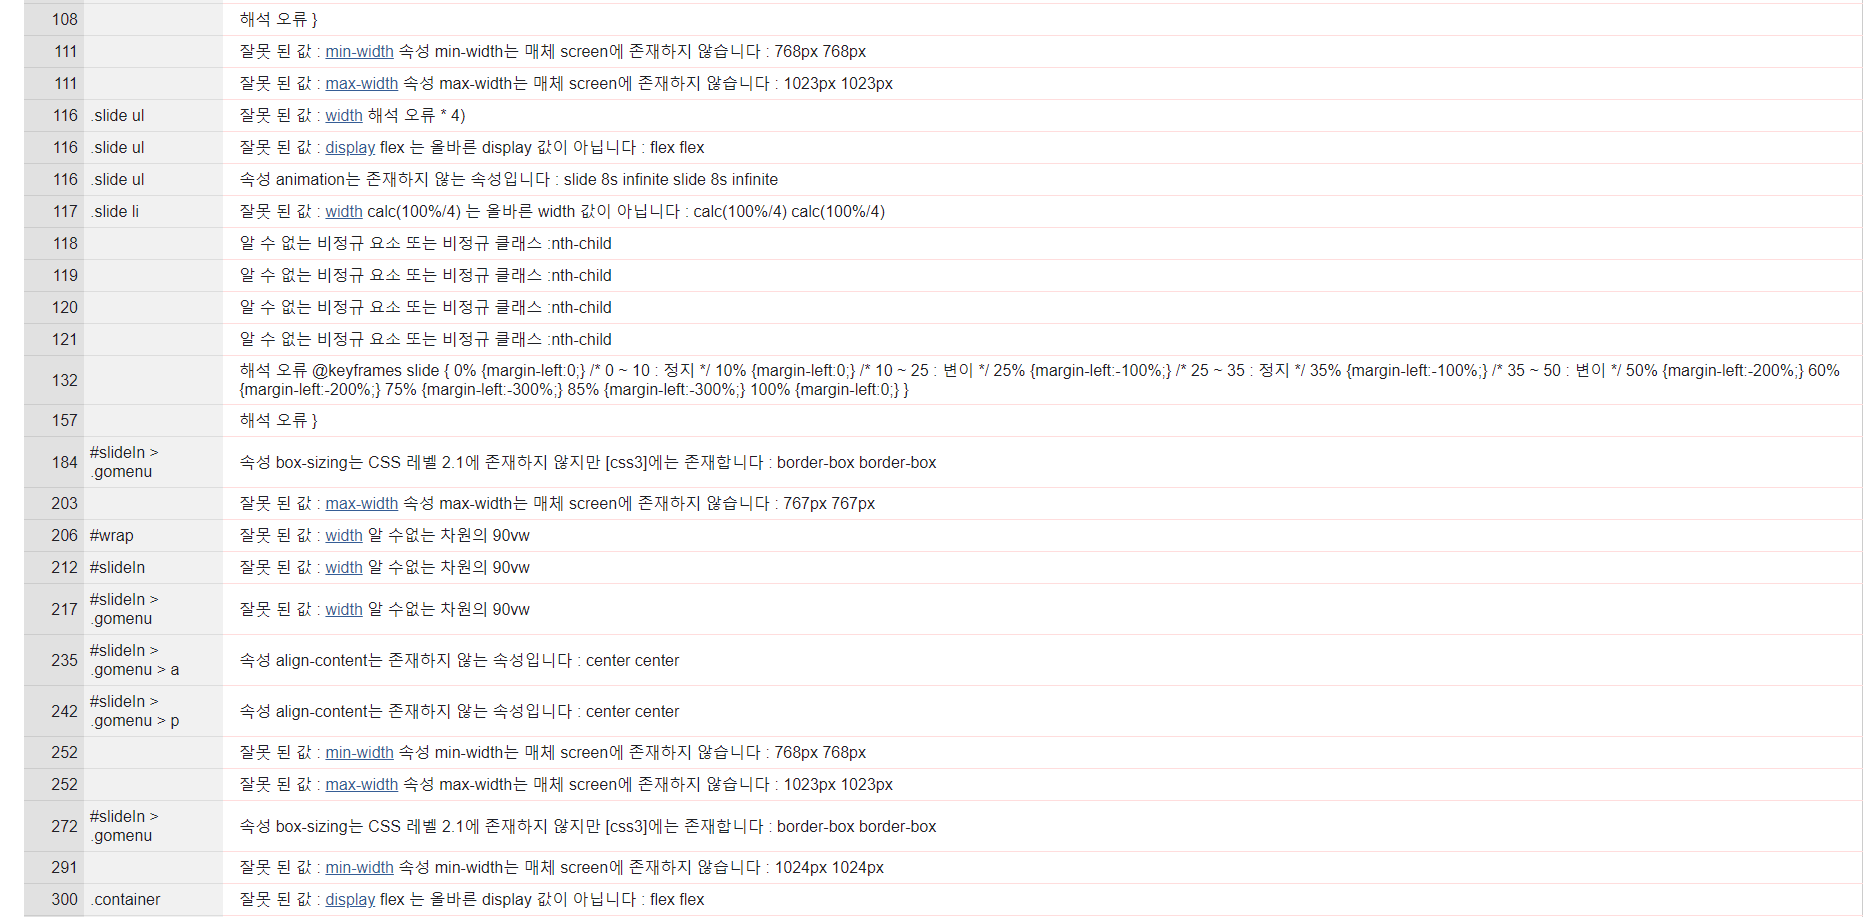 108 해석 오류 }
111 잘못 된 값 : min-width 속성 min-width는 매체 screen에 존재하지 않습니다 : 768px 768px
111 잘못 된 값 : max-width 속성 max-width는 매체 screen에 존재하지 않습니다 : 1023px 1023px
116 .slide ul 잘못 된 값 : width 해석 오류 * 4)
116 .slide ul 잘못 된 값 : display flex 는 올바른 display 값이 아닙니다 : flex flex
116 .slide ul 속성 animation는 존재하지 않는 속성입니다 : slide 8s infinite slide 8s infinite
117 .slide li 잘못 된 값 : width calc(100%/4) 는 올바른 width 값이 아닙니다 : calc(100%/4) calc(100%/4)
118 알 수 없는 비정규 요소 또는 비정규 클래스 :nth-child
119 알 수 없는 비정규 요소 또는 비정규 클래스 :nth-child
120 알 수 없는 비정규 요소 또는 비정규 클래스 :nth-child
121 알 수 없는 비정규 요소 또는 비정규 클래스 :nth-child
132 해석 오류 @keyframes slide { 0% {margin-left:0;} /* 0 ~ 10 : 정지 */ 10% {margin-left:0;} /* 10 ~ 25 : 변이 */ 25% {margin-left:-100%;} /* 25 ~ 35 : 정지 */ 35% {margin-left:-100%;} /* 35 ~ 50 : 변이 */ 50% {margin-left:-200%;} 60%
{margin-left:-200%;} 75% {margin-left:-300%;} 85% {margin-left:-300%;} 100% {margin-left:0;} }
157 해석 오류 }
184 #slideIn >
.gomenu 속성 box-sizing는 CSS 레벨 2.1에 존재하지 않지만 [css3]에는 존재합니다 : border-box border-box
203 잘못 된 값 : max-width 속성 max-width는 매체 screen에 존재하지 않습니다 : 767px 767px
206 #wrap 잘못 된 값 : width 알 수없는 차원의 90vw
212 #slideIn 잘못 된 값 : width 알 수없는 차원의 90vw
217 #slideIn >
.gomenu 잘못 된 값 : width 알 수없는 차원의 90vw
235 #slideIn >
.gomenu > a 속성 align-content는 존재하지 않는 속성입니다 : center center
242 #slideIn >
.gomenu > p 속성 align-content는 존재하지 않는 속성입니다 : center center
252 잘못 된 값 : min-width 속성 min-width는 매체 screen에 존재하지 않습니다 : 768px 768px
252 잘못 된 값 : max-width 속성 max-width는 매체 screen에 존재하지 않습니다 : 1023px 1023px
272 #slideIn >
.gomenu 속성 box-sizing는 CSS 레벨 2.1에 존재하지 않지만 [css3]에는 존재합니다 : border-box border-box
291 잘못 된 값 : min-width 속성 min-width는 매체 screen에 존재하지 않습니다 : 1024px 1024px
300 .container 잘못 된 값 : display flex 는 올바른 display 값이 아닙니다 : flex flex